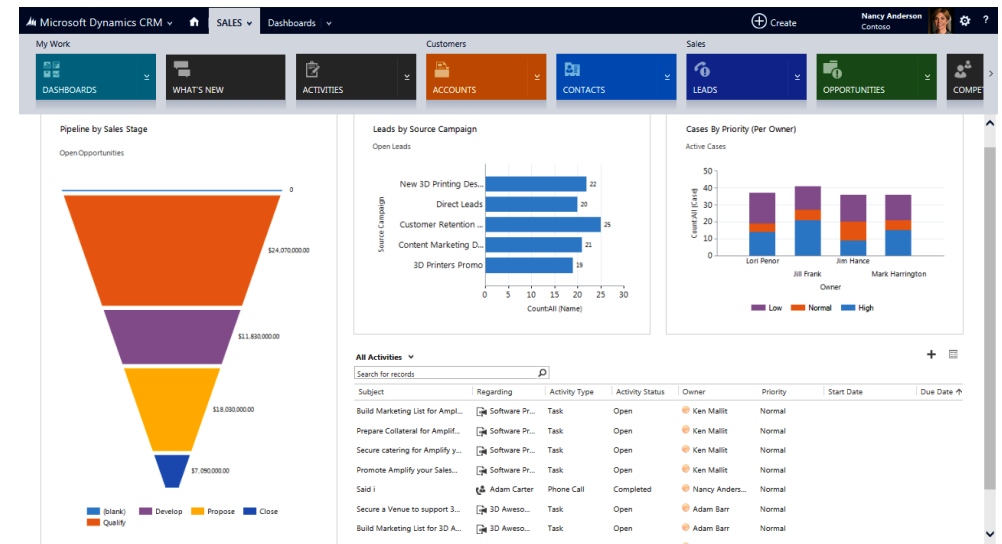 Microsoft Dynamics CRM SALES Dashboards Create Nancy Anderson
Contoso ?
My Work Customers Sales
DASHBOARDS WHAT'S NEW ACTIVITIES ACCOUNTS CONTACTS LEADS OPPORTUNITIES COMPE
Pipeline by Sales Stage
Open Opportunities
0
$24,070,000.00
$11,830,000.00
$18,030,000.00
$7,090,000.00
(blank) Develop Propose Close
Qualify
Leads by Source Campaign
Open Leads
Source Campaign
New 3D Printing Des... 22
Direct Leads 20
Customer Retention ... 25
Content Marketing D... 21
3D Printers Promo 19
0 5 10 15 20 25 30
Count:All (Name)
Cases By Priority (Per Owner)
Active Cases
Count:All (Case)
50
40
30
20
10
0
Lori Penor Jim Hance
Jill Frank Mark Harrington
Owner
Low Normal High
All Activities
Search for records
Subject Regarding Activity Type Activity Status Owner Priority Start Date Due Date
Build Marketing List for Ampl... Software Pr... Task Open Ken Mallit Normal
Prepare Collateral for Amplif... Software Pr... Task Open Ken Mallit Normal
Secure catering for Amplify y... Software Pr... Task Open Ken Mallit Normal
Promote Amplify your Sales... Software Pr... Task Open Ken Mallit Normal
Said i Adam Carter Phone Call Completed Nancy Anders... Normal
Secure a Venue to support 3... 3D Aweso... Task Open Adam Barr Normal
Build Marketing List for 3D A... 3D Aweso... Task Open Adam Barr Normal